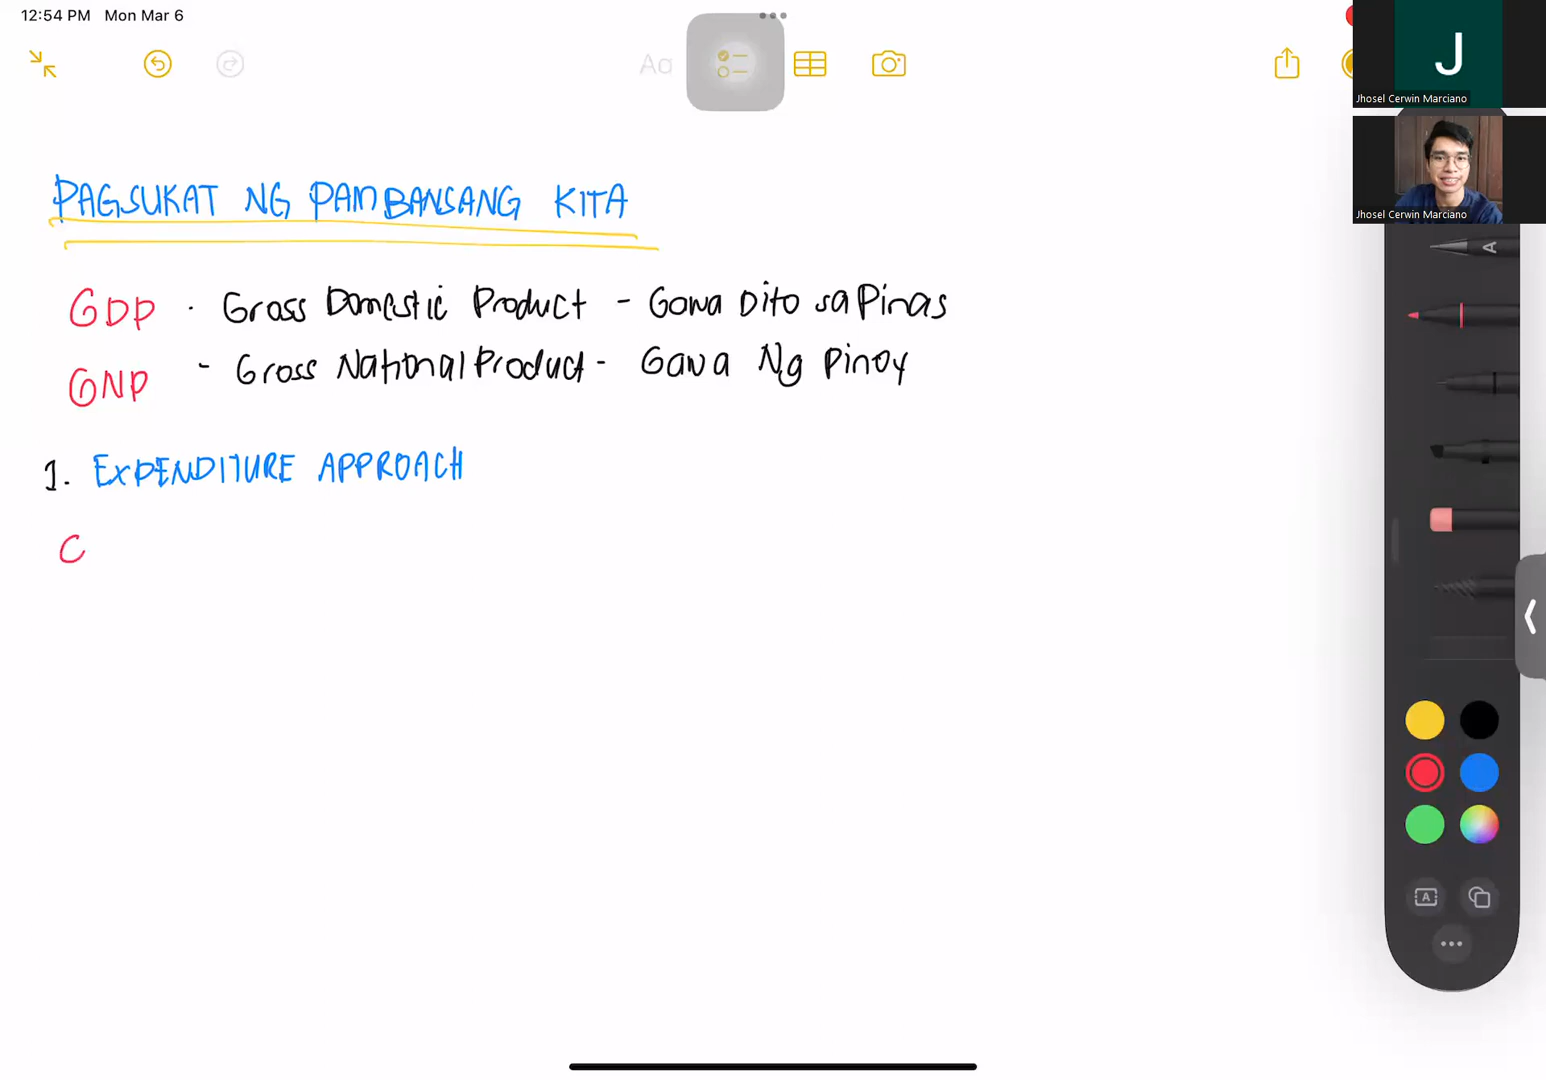 12:54 PM Mon Mar 6
Aa
J
Jhosel Cerwin Marciano
Jhosel Cerwin Marciano
PAGSUKAT NG PAMBANSANG KITA
GDP · Gross Domestic Product - Gawa Dito sa Pinas
GNP - Gross National Product - Gawa Ng Pinoy
1. EXPENDITURE APPROACH
C
A
A